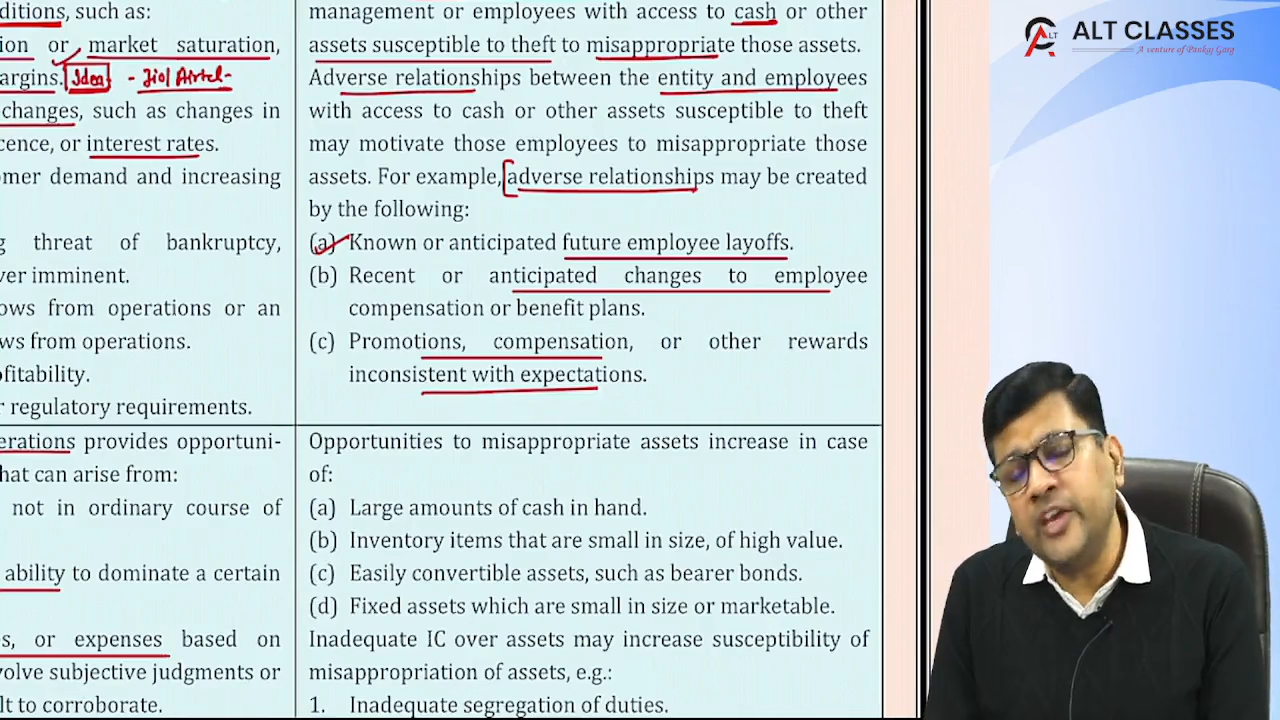 ditions, such as:
ion or market saturation,
argins. Idea - Jio/Airtel-
changes, such as changes in
cence, or interest rates.
omer demand and increasing
g threat of bankruptcy,
ver imminent.
ows from operations or an
ws from operations.
ofitability.
r regulatory requirements.
erations provides opportuni-
hat can arise from:
not in ordinary course of
ability to dominate a certain
es, or expenses based on
volve subjective judgments or
lt to corroborate.
management or employees with access to cash or other
assets susceptible to theft to misappropriate those assets.
Adverse relationships between the entity and employees
with access to cash or other assets susceptible to theft
may motivate those employees to misappropriate those
assets. For example, adverse relationships may be created
by the following:
(a) Known or anticipated future employee layoffs.
(b) Recent or anticipated changes to employee
compensation or benefit plans.
(c) Promotions, compensation, or other rewards
inconsistent with expectations.
Opportunities to misappropriate assets increase in case
of:
(a) Large amounts of cash in hand.
(b) Inventory items that are small in size, of high value.
(c) Easily convertible assets, such as bearer bonds.
(d) Fixed assets which are small in size or marketable.
Inadequate IC over assets may increase susceptibility of
misappropriation of assets, e.g.:
1. Inadequate segregation of duties.
ALT
ALT CLASSES
A venture of Pankaj Garg